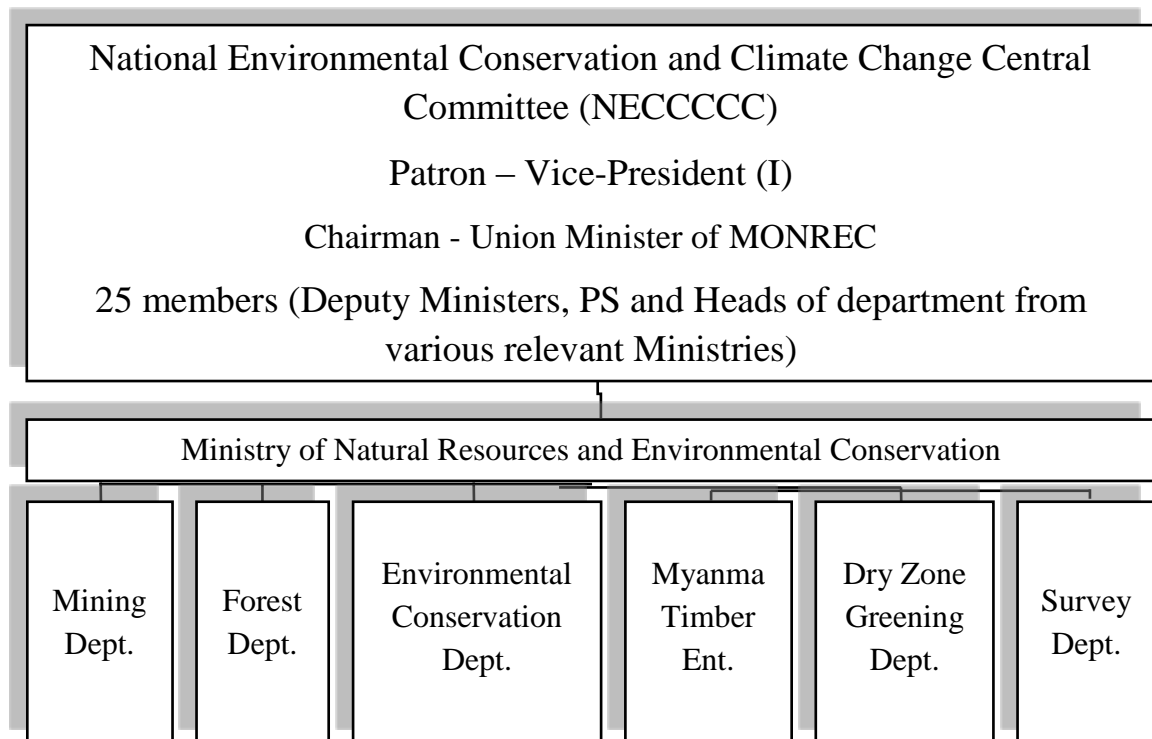 National Environmental Conservation and Climate Change Central
Committee (NECCCCC)
Patron – Vice-President (I)
Chairman - Union Minister of MONREC
25 members (Deputy Ministers, PS and Heads of department from
various relevant Ministries)
Ministry of Natural Resources and Environmental Conservation
Mining
Dept.
Forest
Dept.
Environmental
Conservation
Dept.
Myanma
Timber
Ent.
Dry Zone
Greening
Dept.
Survey
Dept.